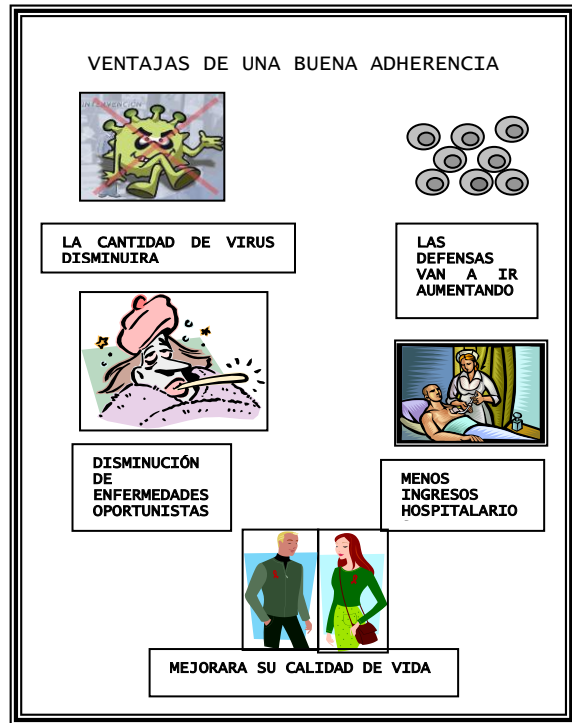 VENTAJAS DE UNA BUENA ADHERENCIA
INTERVENCIÓN
LA CANTIDAD DE VIRUS
DISMINUIRA
LAS
DEFENSAS
VAN A IR
AUMENTANDO
DISMINUCIÓN
DE
ENFERMEDADES
OPORTUNISTAS
MENOS
INGRESOS
HOSPITALARIO
MEJORARA SU CALIDAD DE VIDA